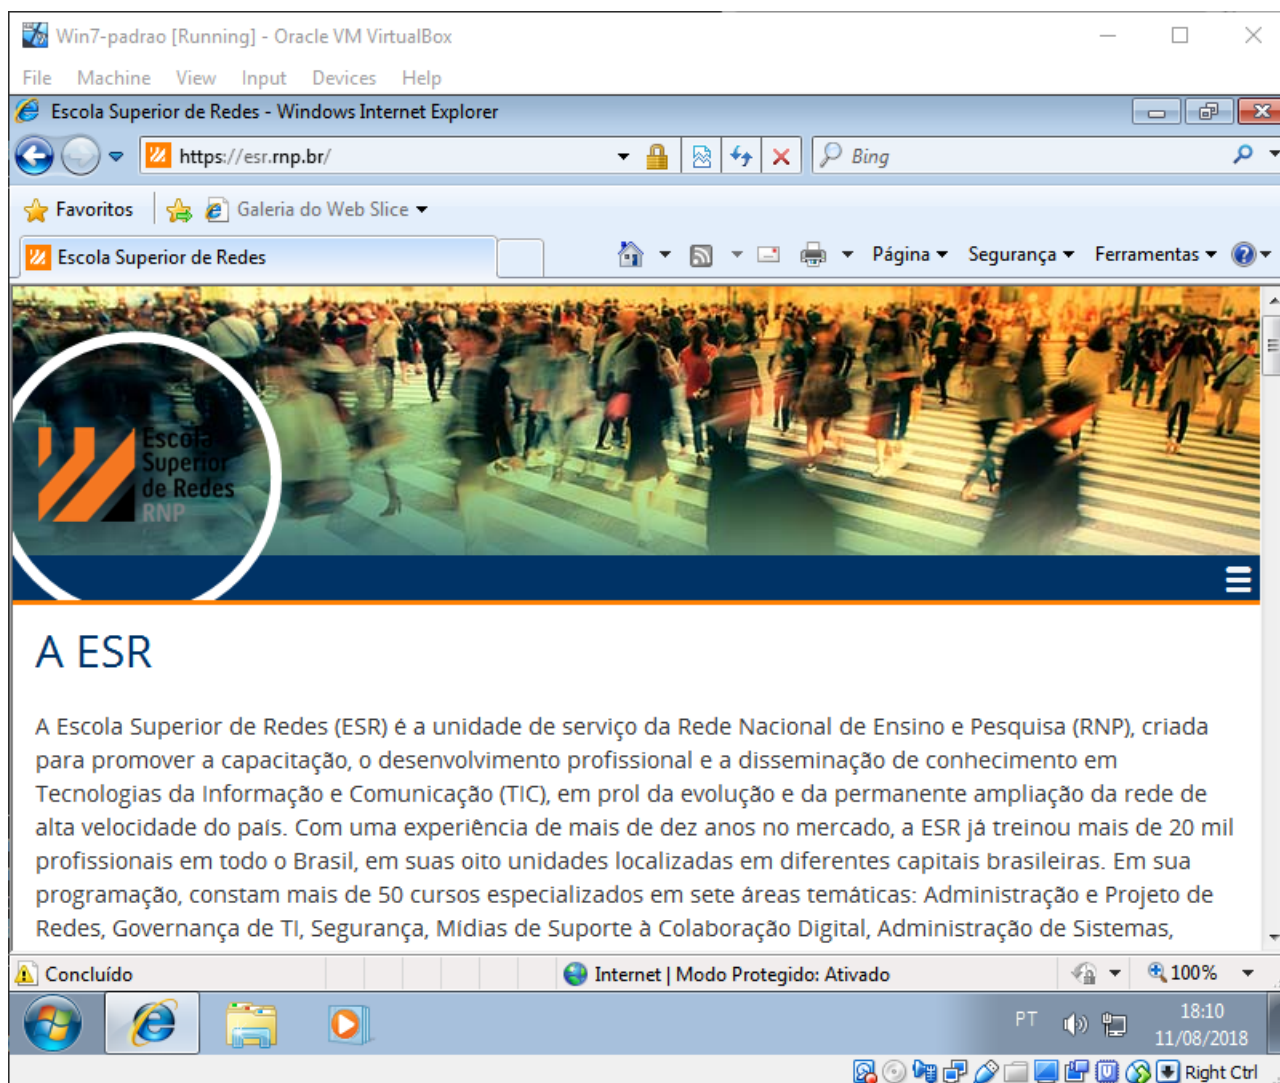 Win7-padrao [Running] - Oracle VM VirtualBox
File Machine View Input Devices Help
Escola Superior de Redes - Windows Internet Explorer
https://esr.rnp.br/ Bing
Favoritos Galeria do Web Slice
Escola Superior de Redes Página Segurança Ferramentas
Escola
Superior
de Redes
RNP
A ESR
A Escola Superior de Redes (ESR) é a unidade de serviço da Rede Nacional de Ensino e Pesquisa (RNP), criada
para promover a capacitação, o desenvolvimento profissional e a disseminação de conhecimento em
Tecnologias da Informação e Comunicação (TIC), em prol da evolução e da permanente ampliação da rede de
alta velocidade do país. Com uma experiência de mais de dez anos no mercado, a ESR já treinou mais de 20 mil
profissionais em todo o Brasil, em suas oito unidades localizadas em diferentes capitais brasileiras. Em sua
programação, constam mais de 50 cursos especializados em sete áreas temáticas: Administração e Projeto de
Redes, Governança de TI, Segurança, Mídias de Suporte à Colaboração Digital, Administração de Sistemas,
Concluído Internet | Modo Protegido: Ativado 100%
PT 18:10
11/08/2018
Right Ctrl